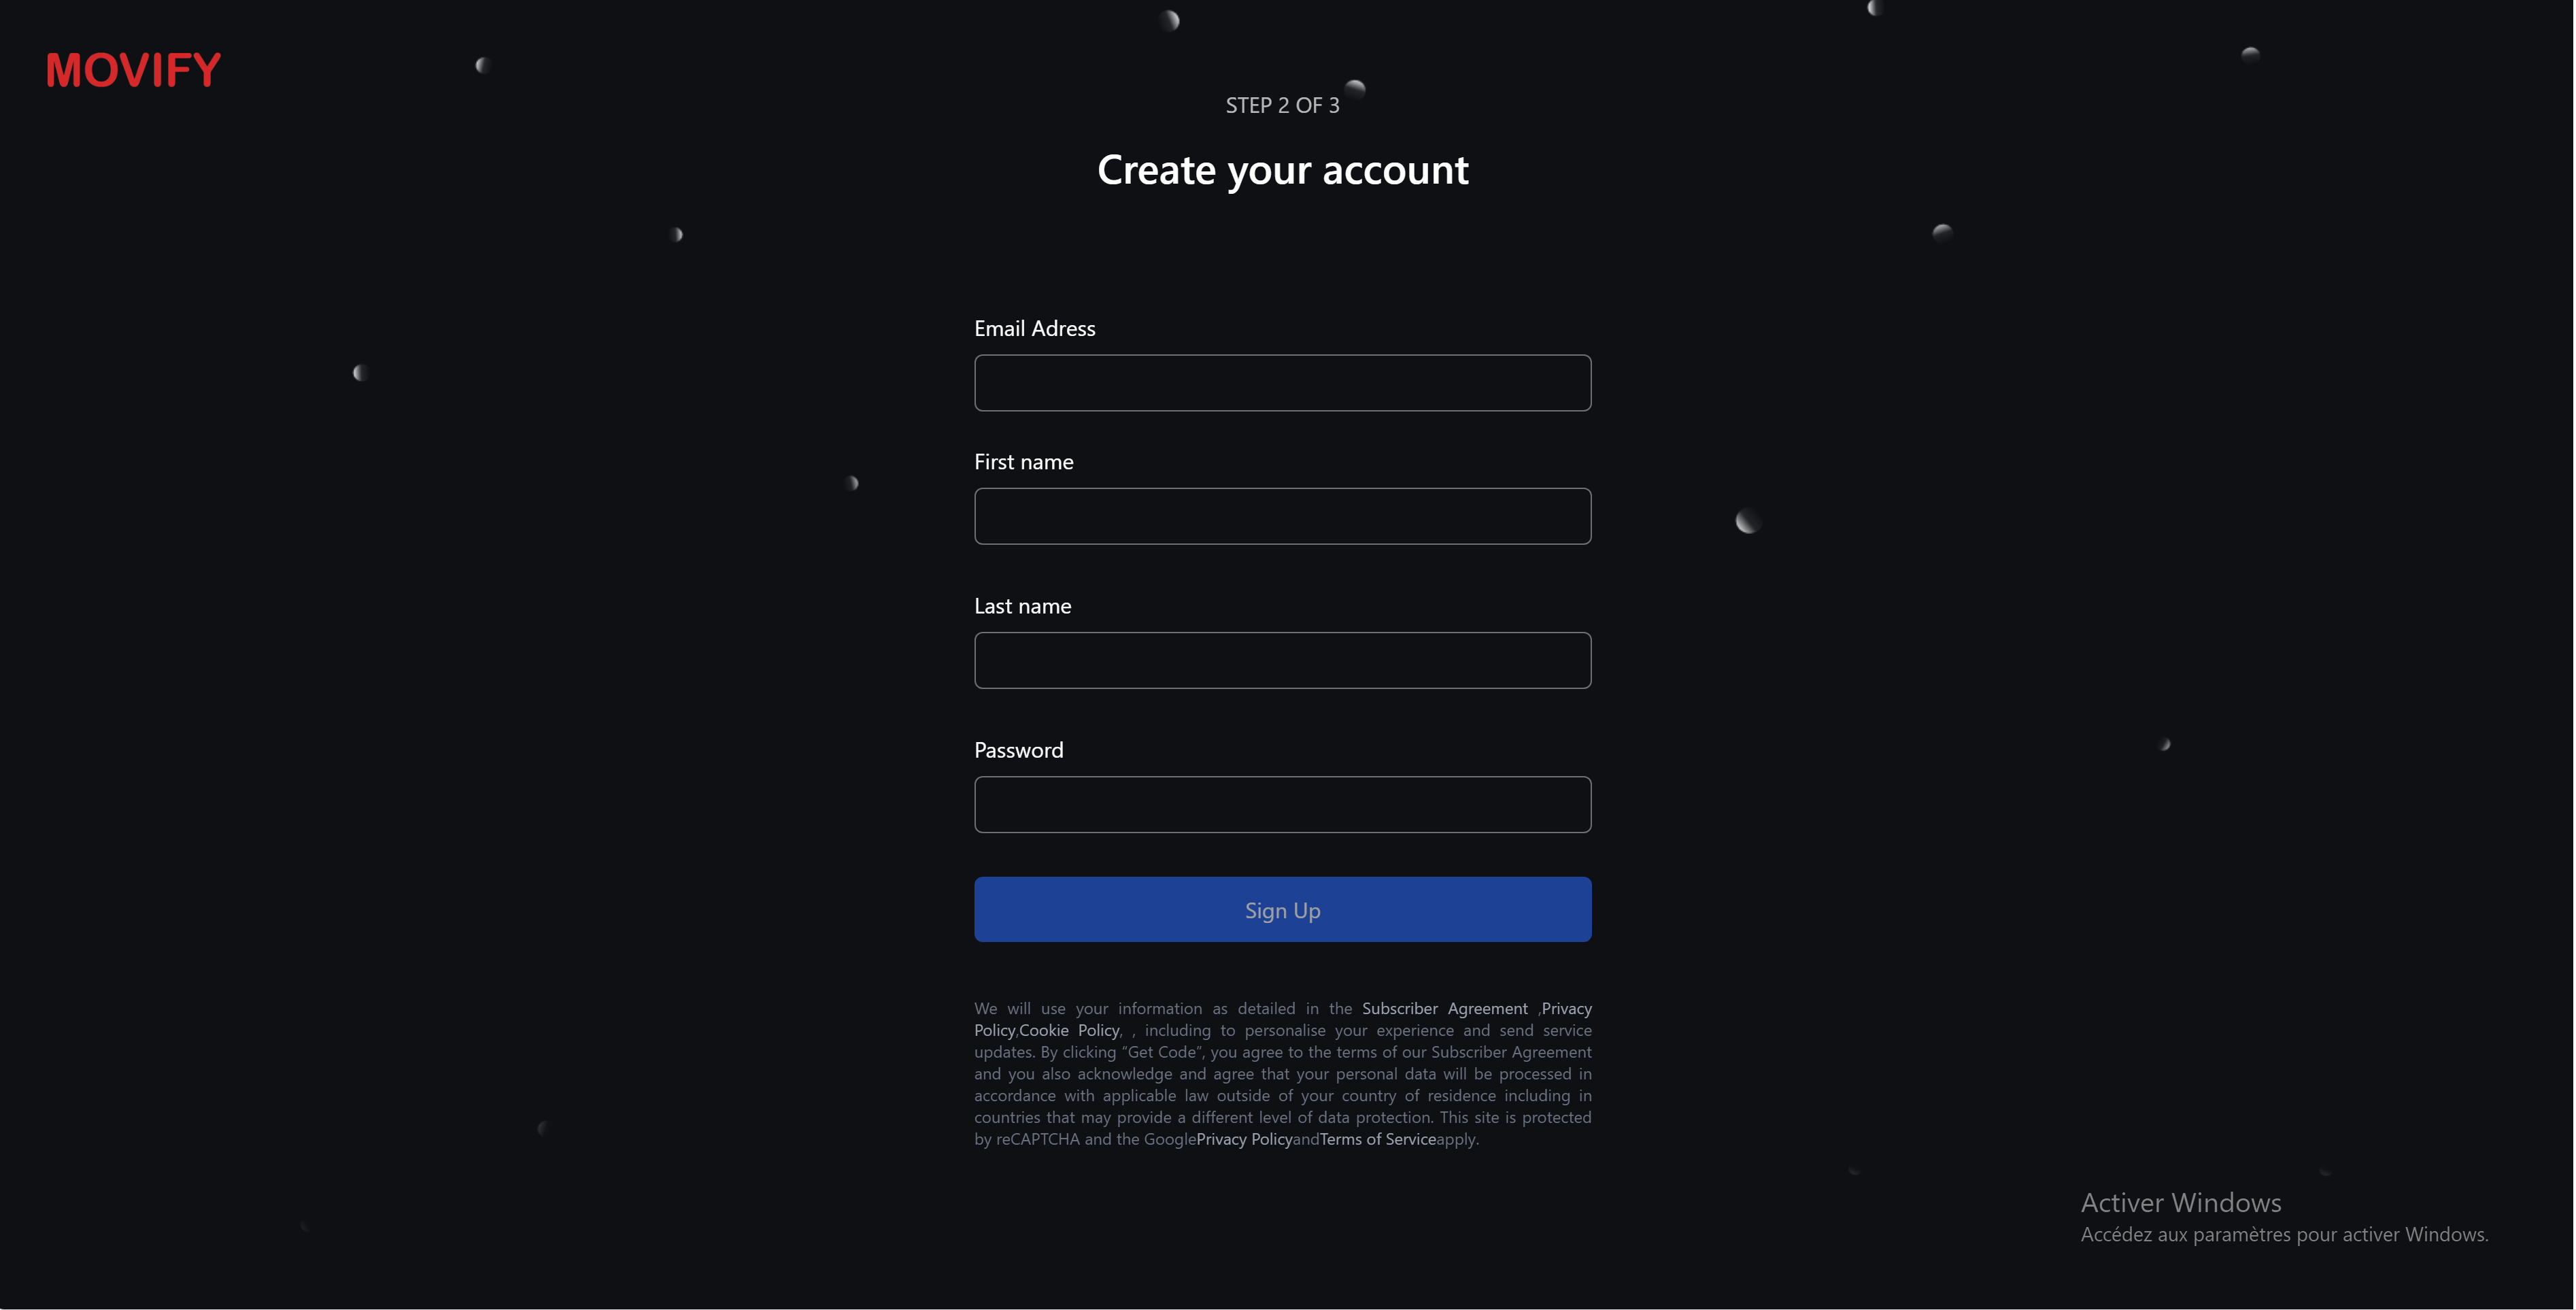 MOVIFY
STEP 2 OF 3
Create your account
Email Adress
First name
Last name
Password
Sign Up
We will use your information as detailed in the Subscriber Agreement ,Privacy
Policy,Cookie Policy, , including to personalise your experience and send service
updates. By clicking “Get Code”, you agree to the terms of our Subscriber Agreement
and you also acknowledge and agree that your personal data will be processed in
accordance with applicable law outside of your country of residence including in
countries that may provide a different level of data protection. This site is protected
by reCAPTCHA and the GooglePrivacy PolicyandTerms of Serviceapply.
Activer Windows
Accédez aux paramètres pour activer Windows.